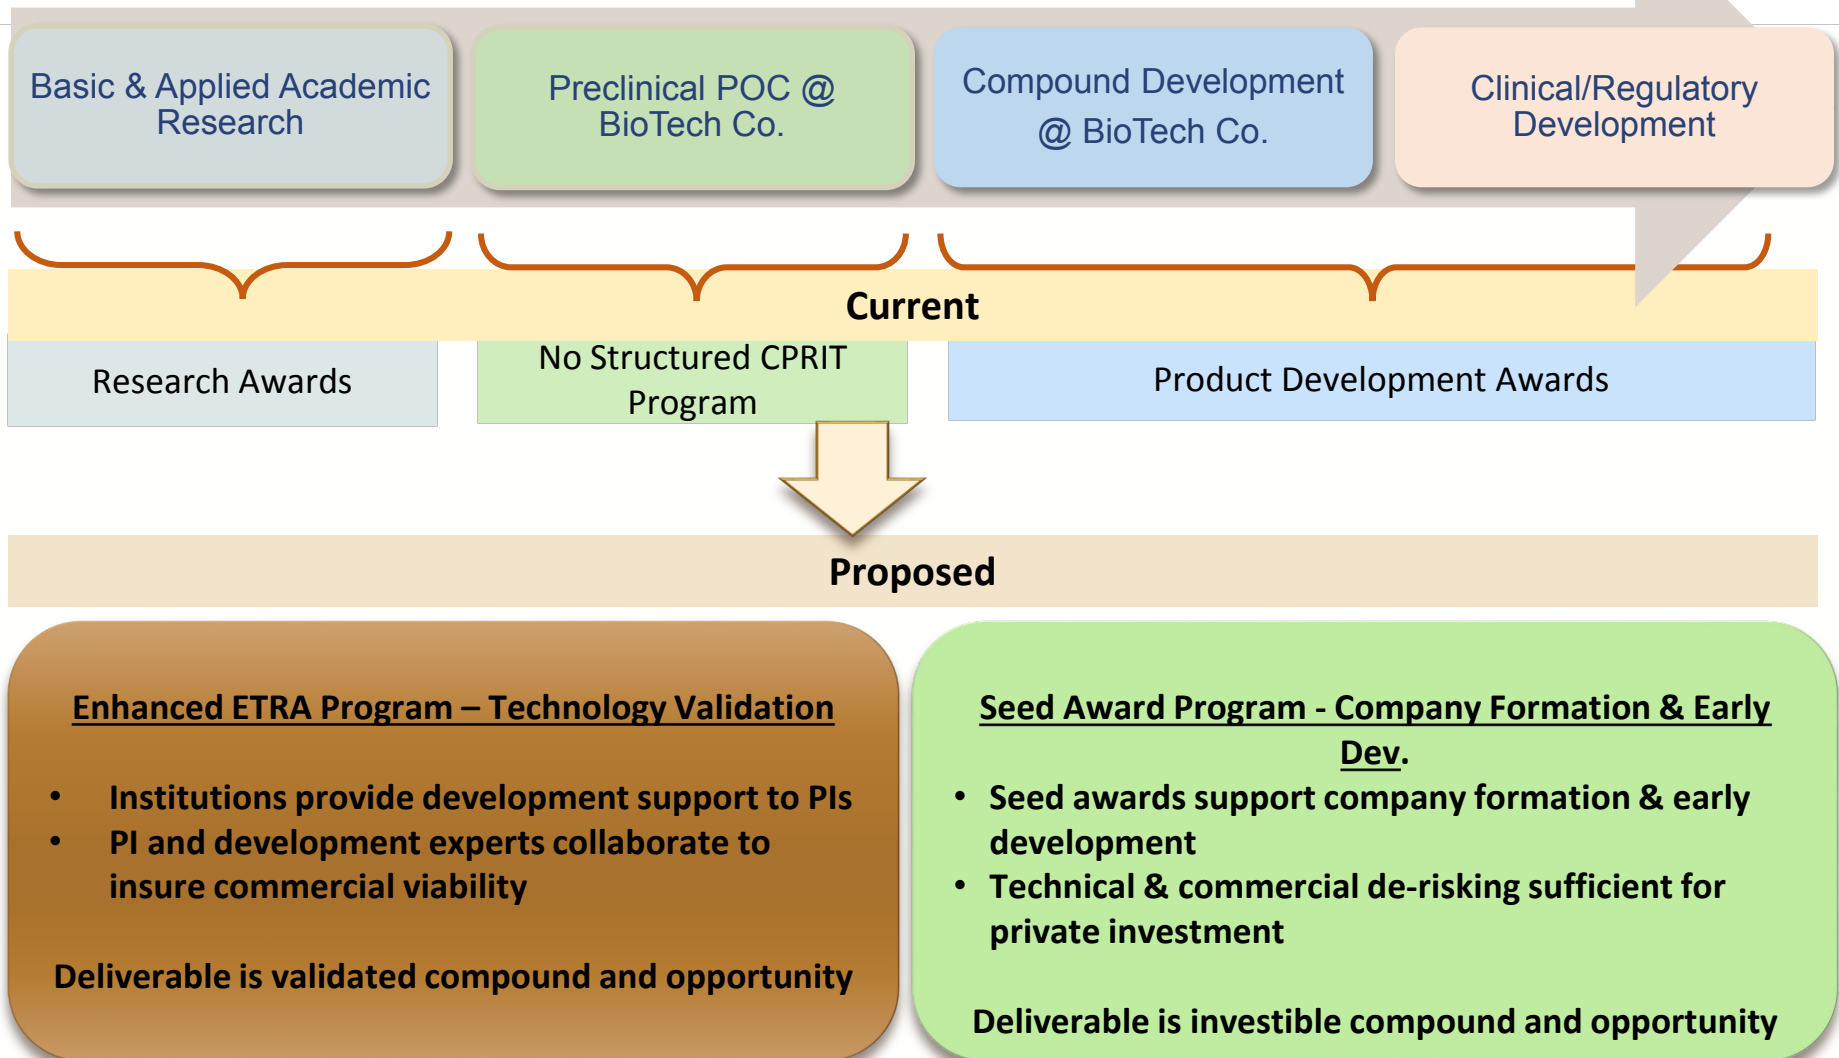 Basic & Applied Academic
Research
Preclinical POC @
BioTech Co.
Compound Development
@ BioTech Co.
Clinical/Regulatory
Development
Current
Research Awards
No Structured CPRIT
Program
Product Development Awards
Proposed
Enhanced ETRA Program – Technology Validation
• Institutions provide development support to PIs
• PI and development experts collaborate to
insure commercial viability
Deliverable is validated compound and opportunity
Seed Award Program - Company Formation & Early
Dev.
• Seed awards support company formation & early
development
• Technical & commercial de-risking sufficient for
private investment
Deliverable is investible compound and opportunity